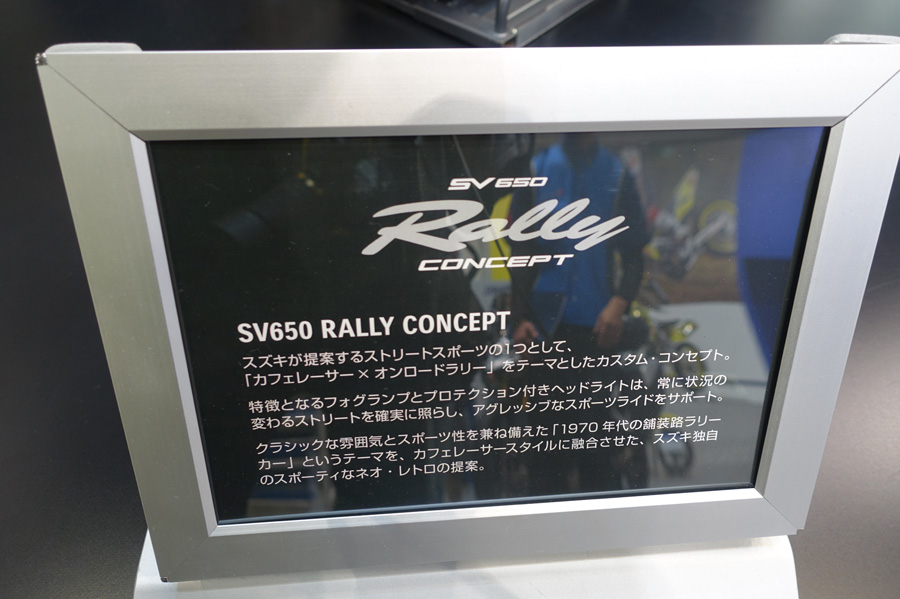 SV650
Rally
CONCEPT
SV650 RALLY CONCEPT
スズキが提案するストリートスポーツの1つとして、
「カフェレーサー × オンロードラリー」をテーマとしたカスタム・コンセプト。
特徴となるフォグランプとプロテクション付きヘッドライトは、常に状況の
変わるストリートを確実に照らし、アグレッシブなスポーツライドをサポート。
クラシックな雰囲気とスポーツ性を兼ね備えた「1970 年代の舗装路ラリー
カー」というテーマを、カフェレーサースタイルに融合させた、スズキ独自
のスポーティなネオ・レトロの提案。